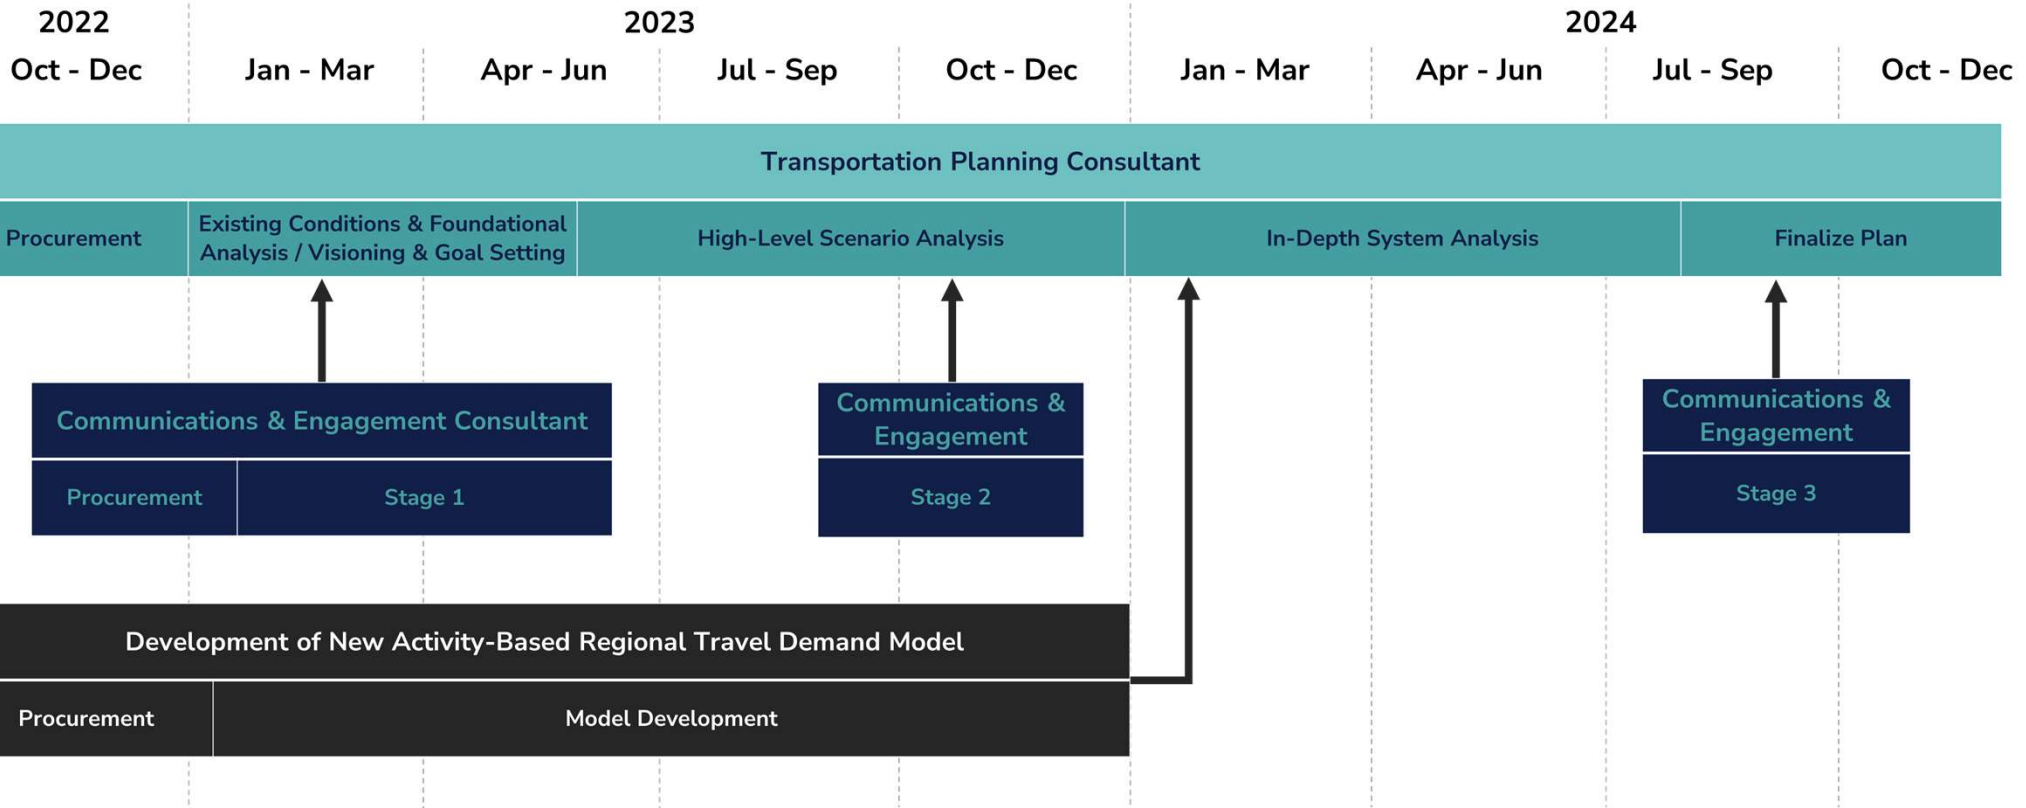 2022
2023
2024
Oct - Dec
Jan - Mar
Apr - Jun
Jul - Sep
Oct - Dec
Jan - Mar
Apr - Jun
Jul - Sep
Oct - Dec
Transportation Planning Consultant
Procurement
Existing Conditions & Foundational
Analysis / Visioning & Goal Setting
High-Level Scenario Analysis
In-Depth System Analysis
Finalize Plan
Communications & Engagement Consultant
Procurement
Stage 1
Communications &
Engagement
Stage 2
Communications &
Engagement
Stage 3
Development of New Activity-Based Regional Travel Demand Model
Procurement
Model Development